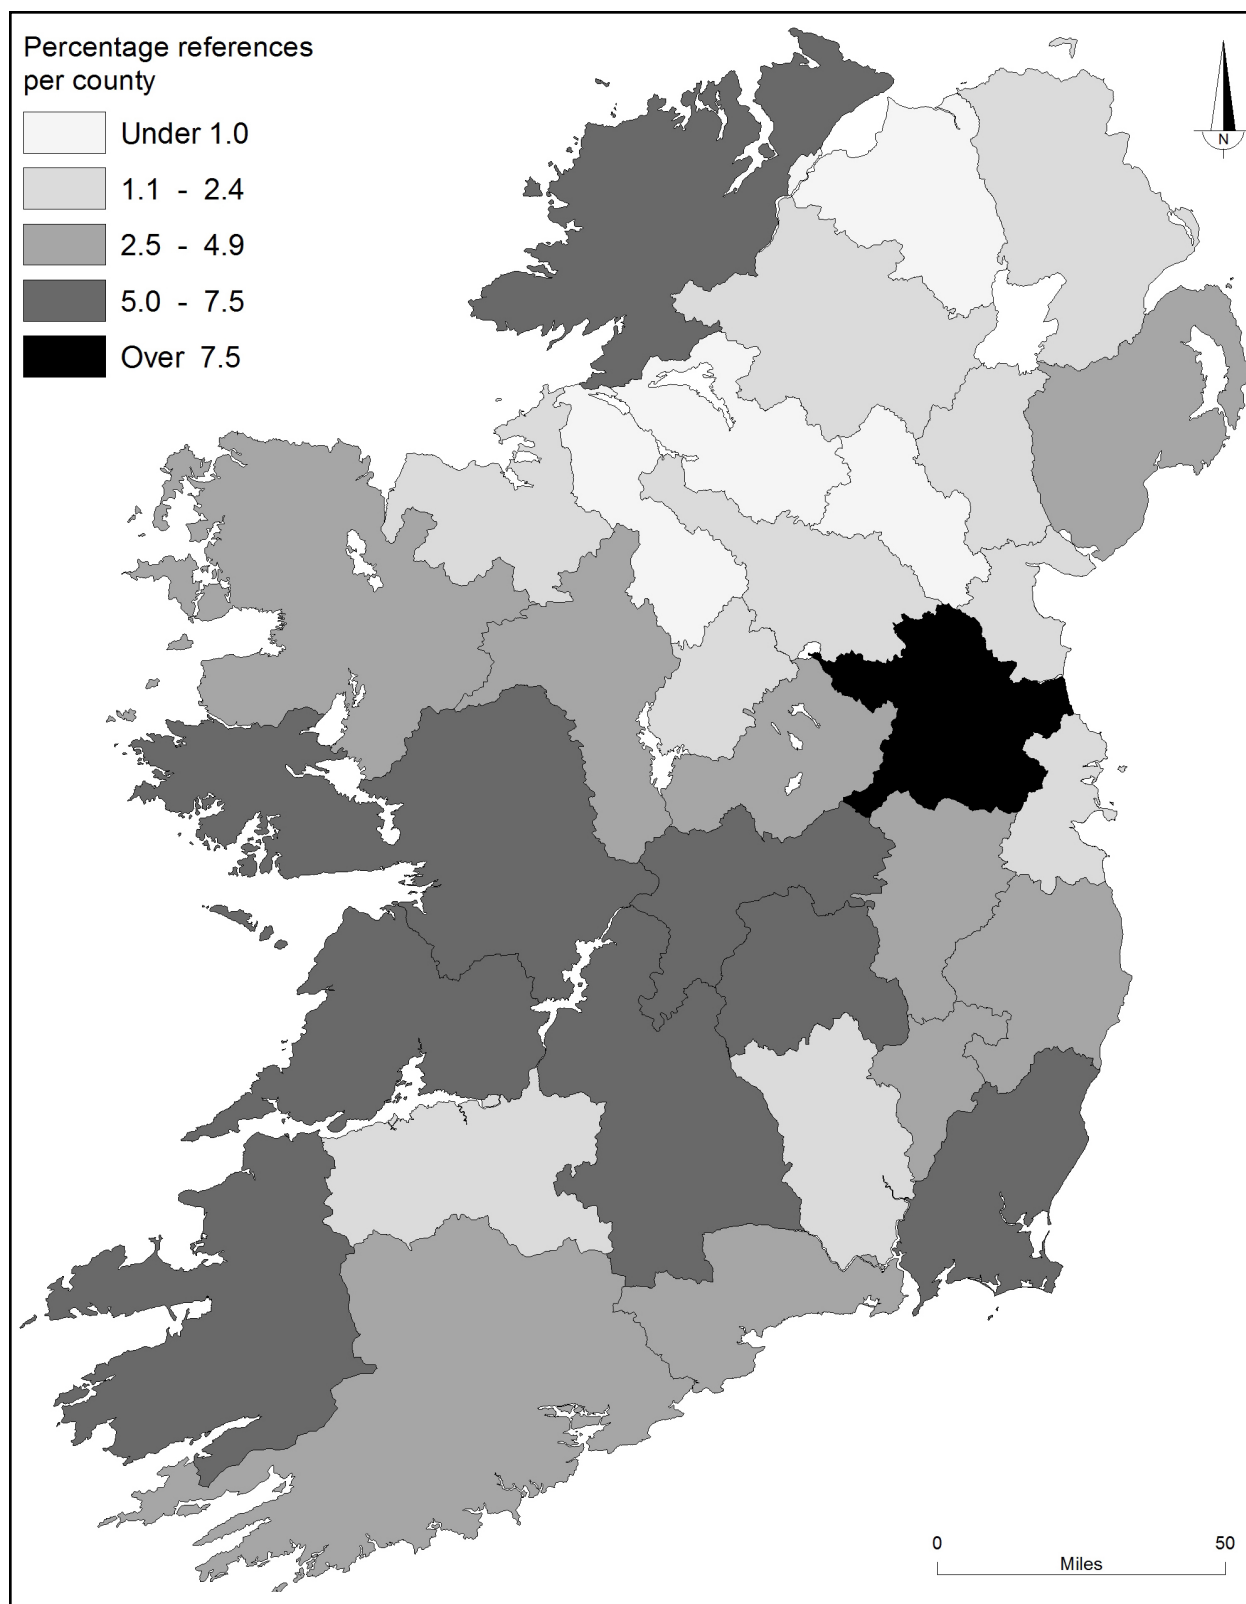 Percentage references
per county
Under 1.0
1.1 - 2.4
2.5 - 4.9
5.0 - 7.5
Over 7.5
N
0 50
Miles